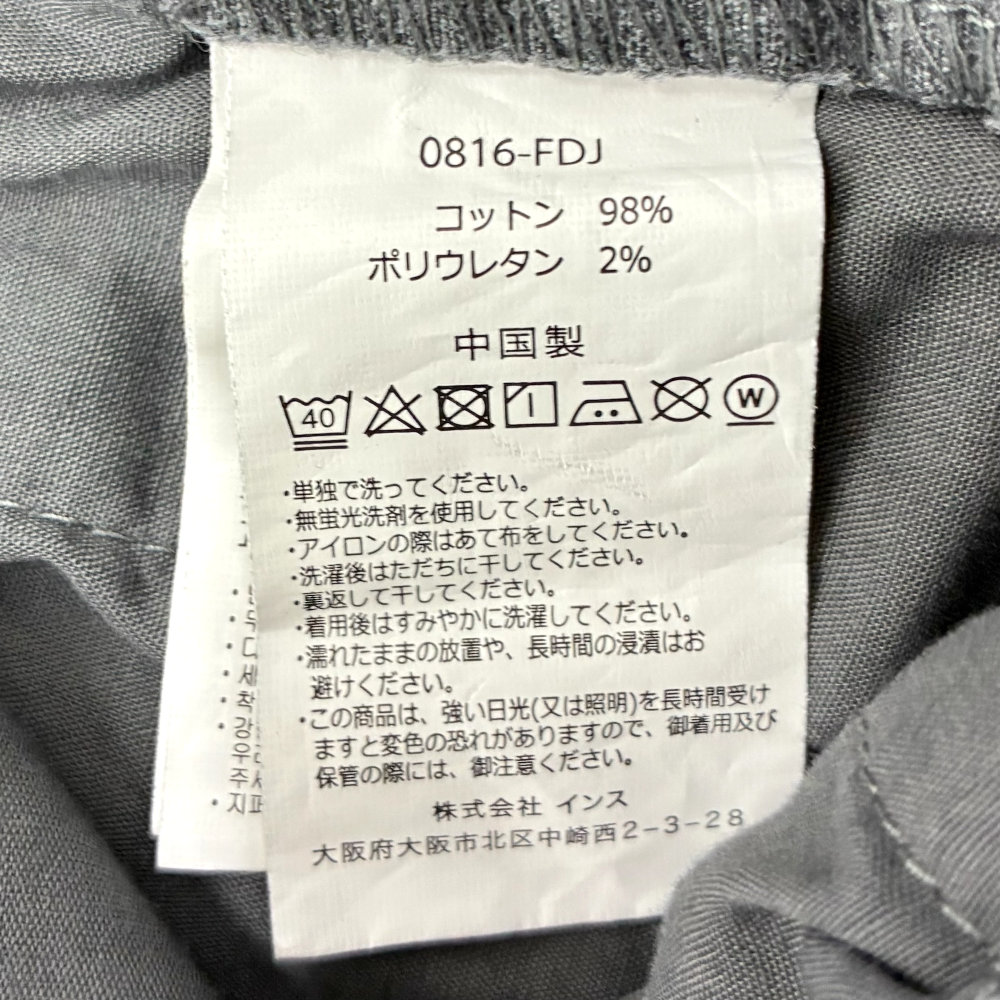 0816-FDJ
コットン 98%
ポリウレタン 2%
中国製
40
W
・単独で洗ってください。
・無蛍光洗剤を使用してください。
・アイロンの際はあて布をしてください。
・洗濯後はただちに干してください。
・裏返して干してください。
・着用後はすみやかに洗濯してください。
・濡れたままの放置や、長時間の浸漬はお
避けください。
・この商品は、強い日光(又は照明)を長時間受け
ますと変色の恐れがありますので、御着用及び
保管の際には、御注意ください。
株式会社 インス
大阪府大阪市北区中崎西2-3-28
・세
・착
・강
우
주
・지퍼